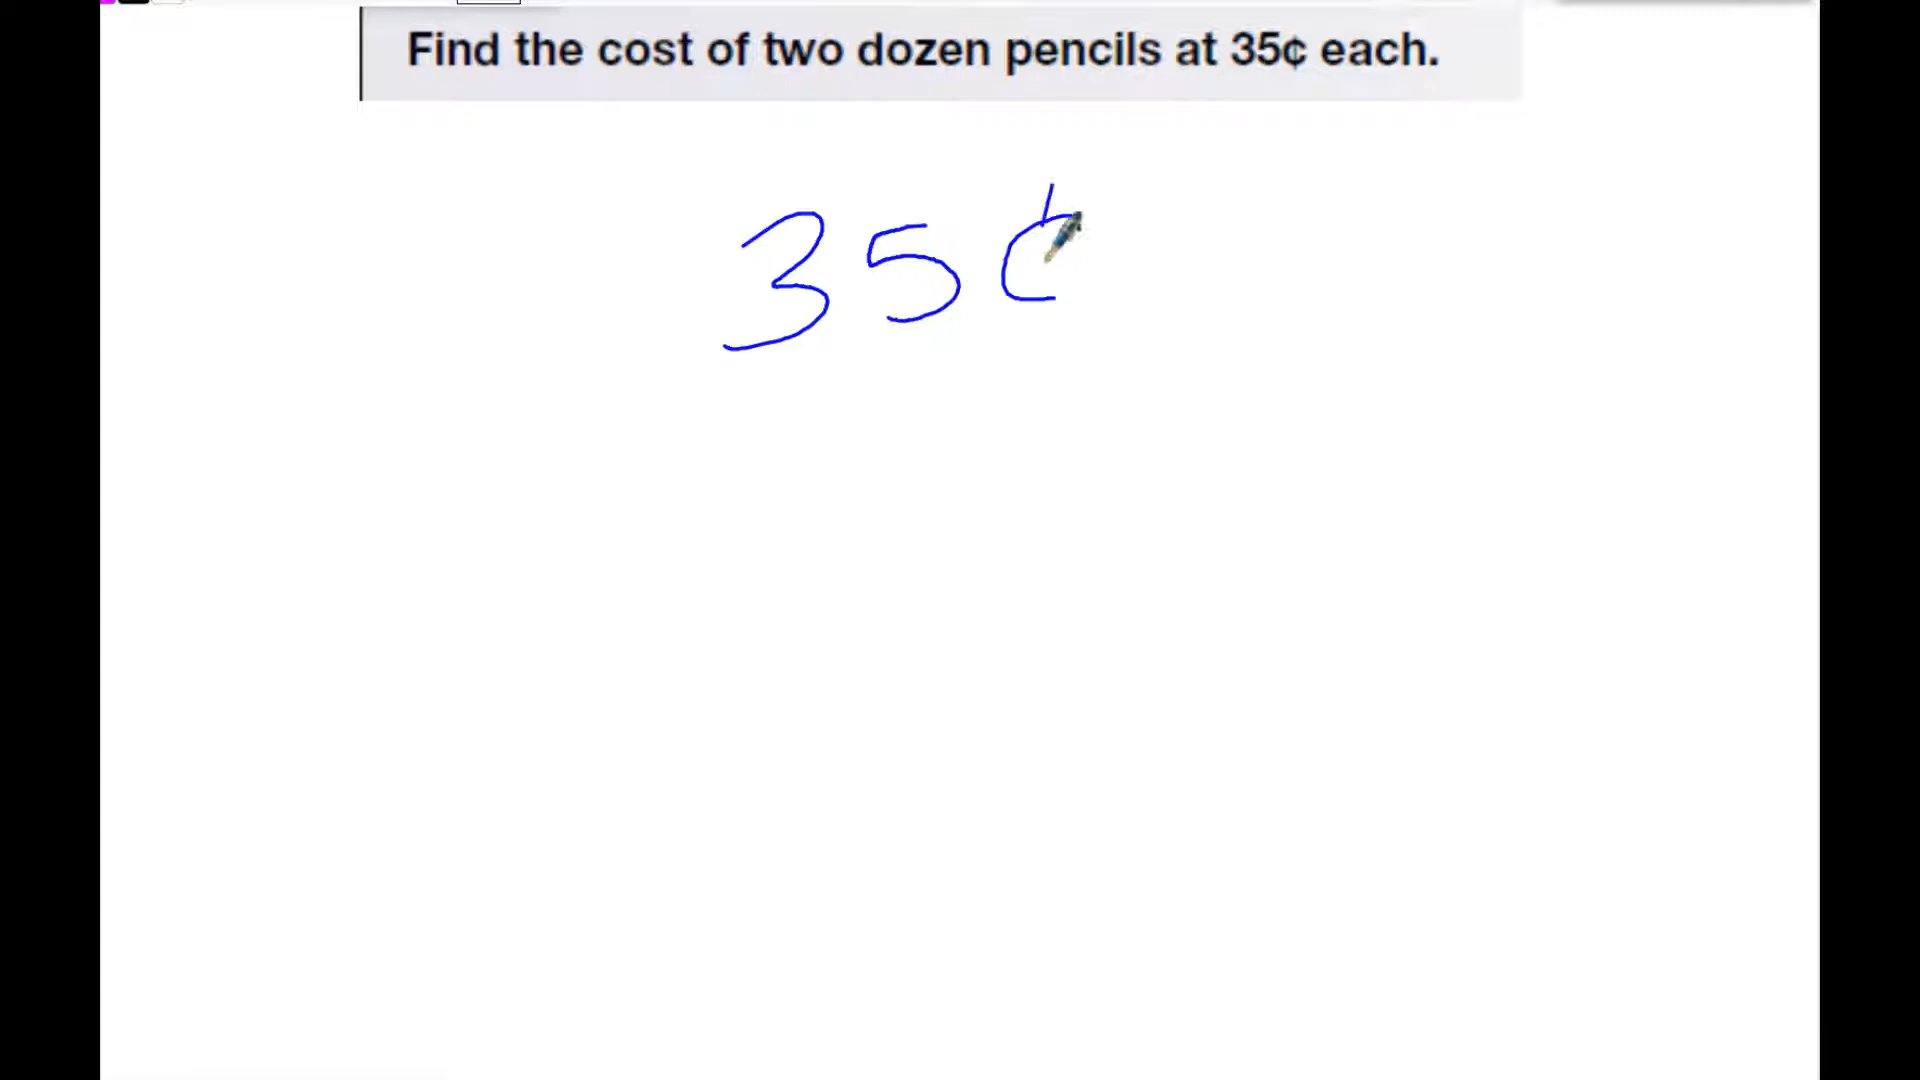 Find the cost of two dozen pencils at 35¢ each.
35¢